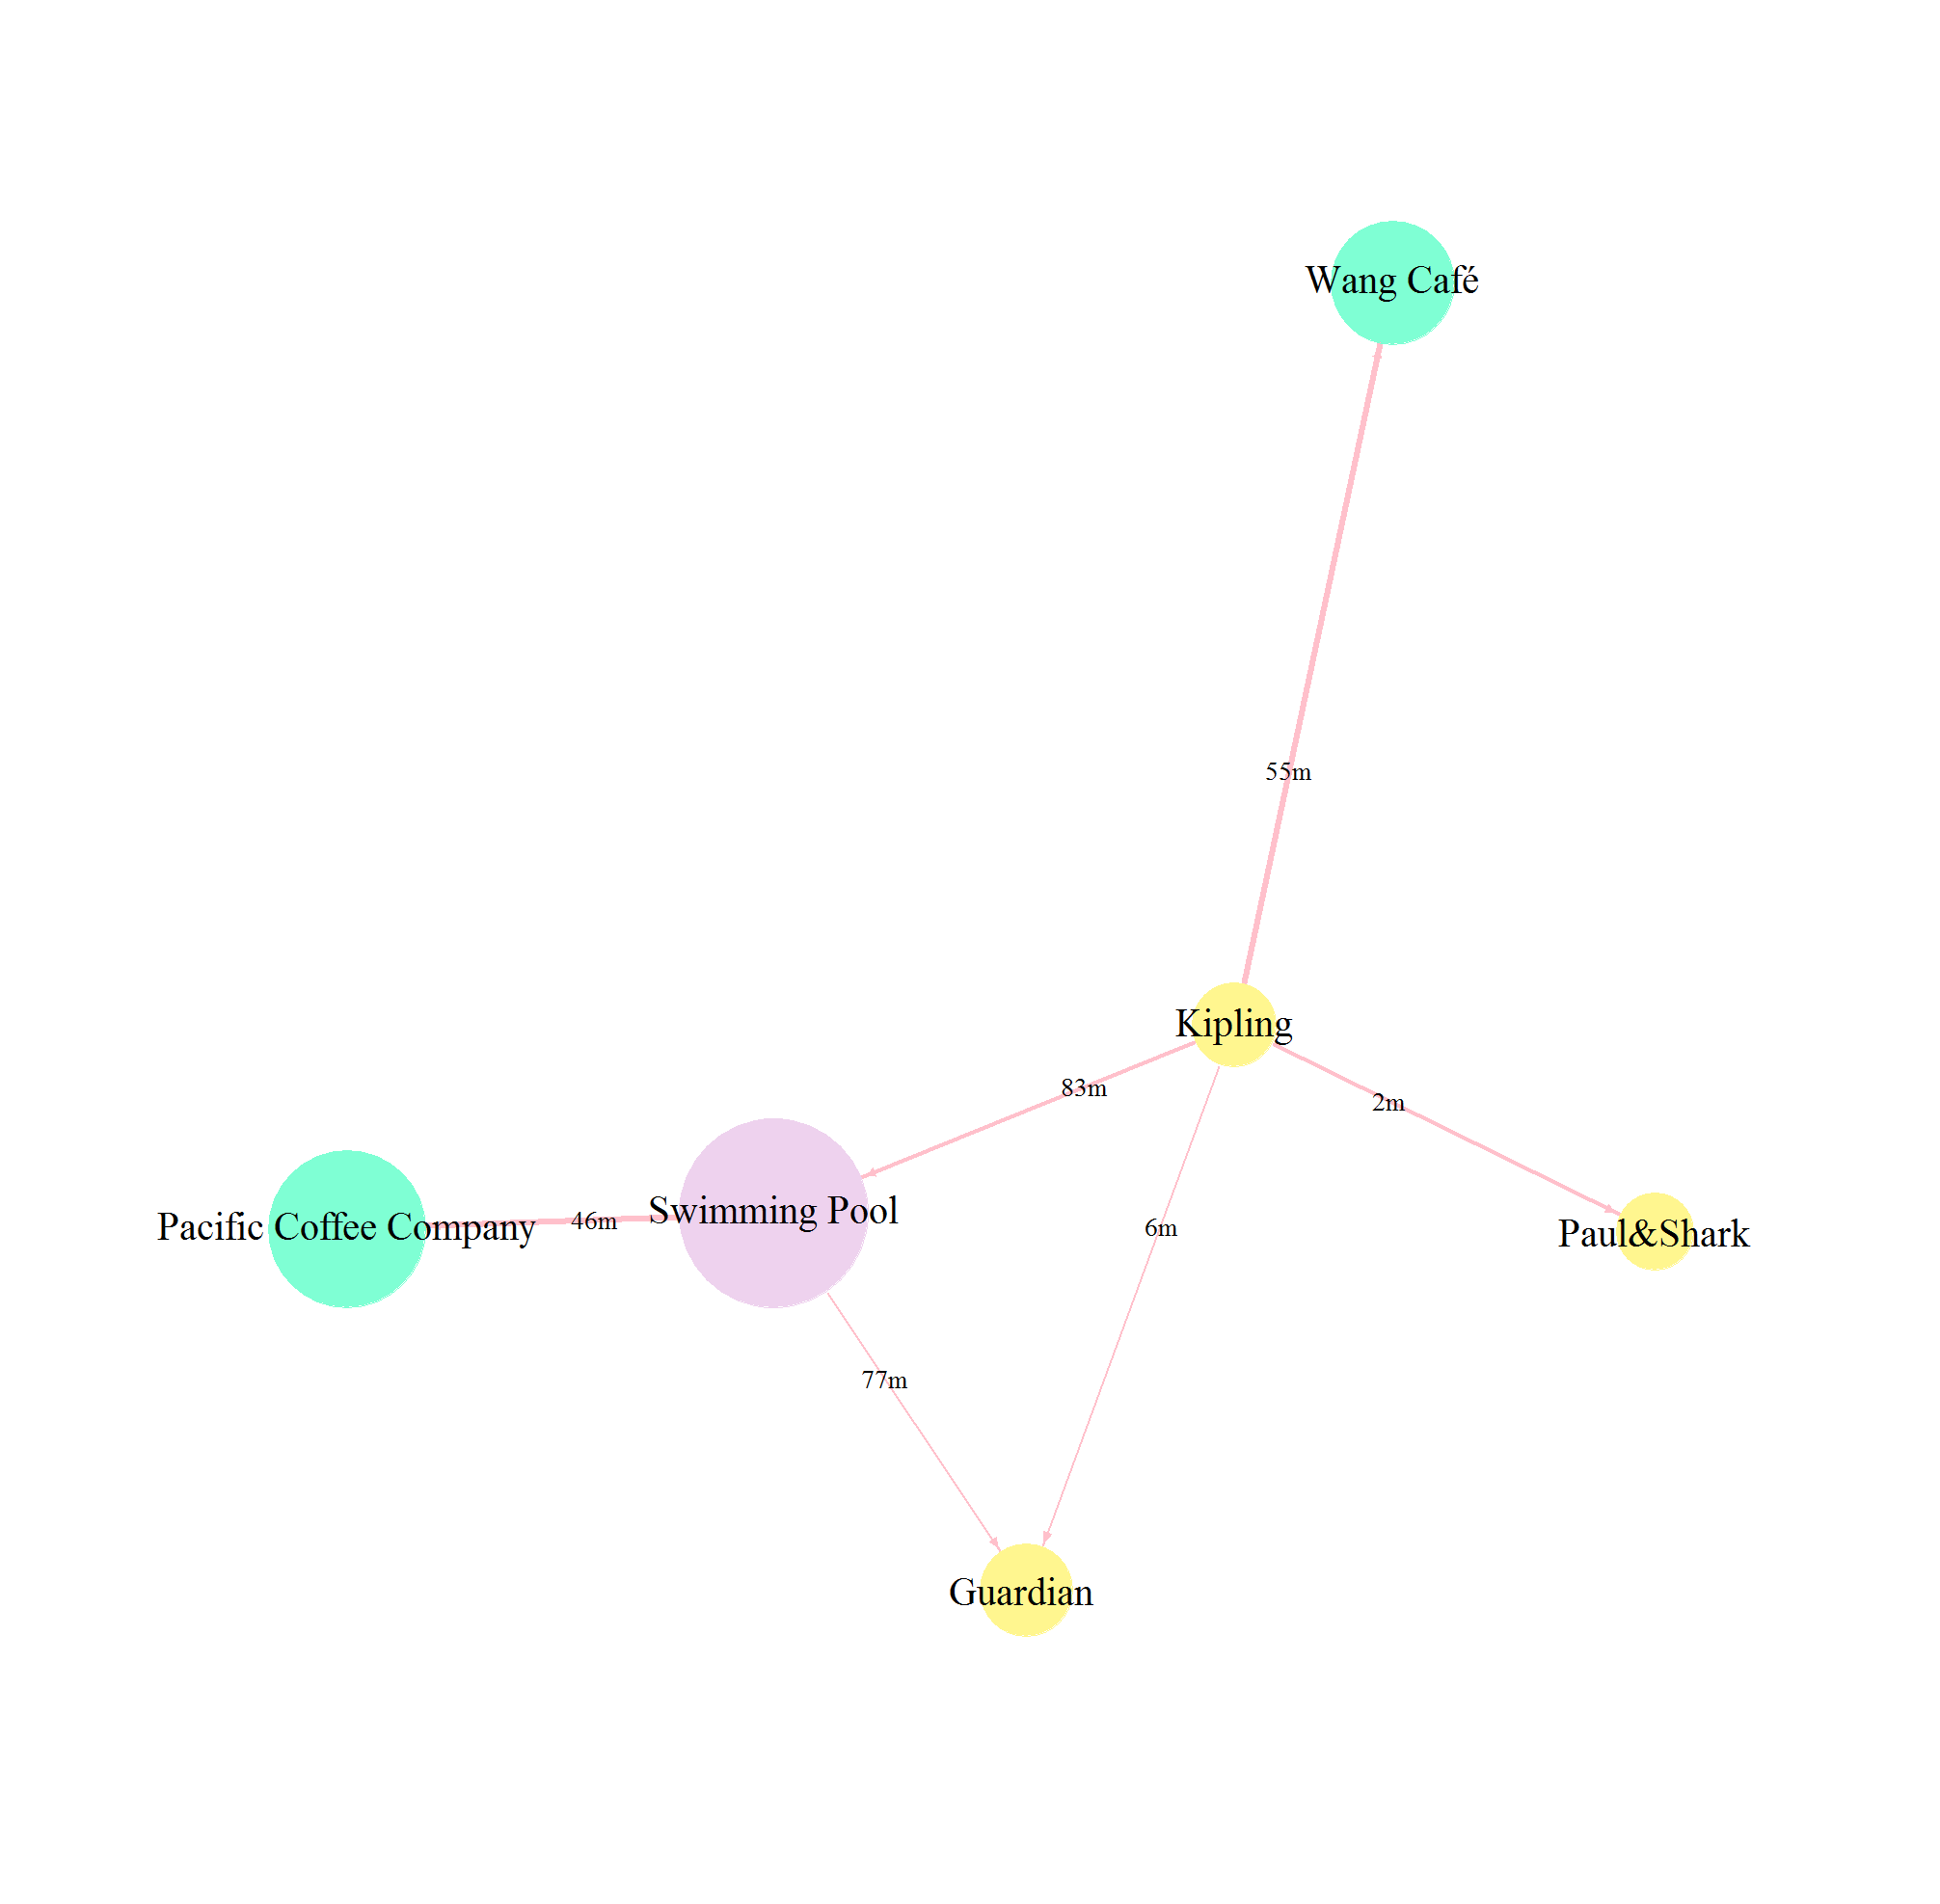 Wang Café
55m
Kipling
83m
2m
Swimming Pool
46m
Pacific Coffee Company
6m
Paul&Shark
77m
Guardian